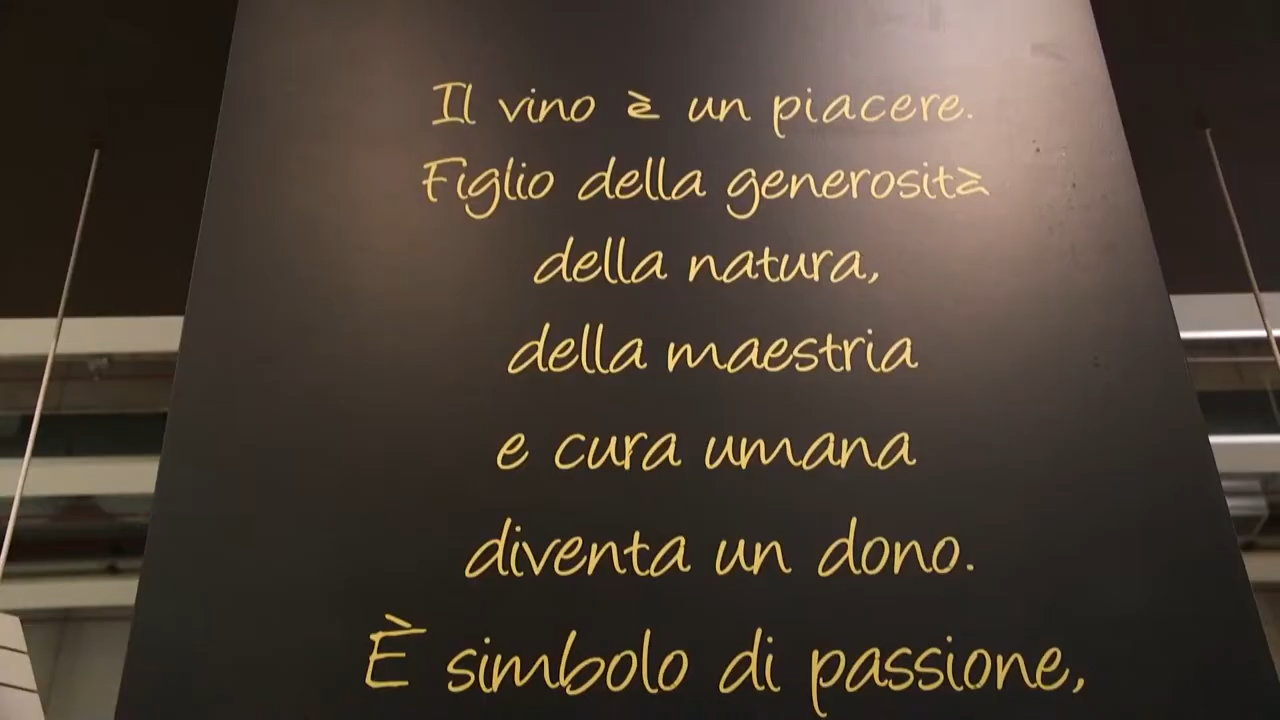 Il vino è un piacere.
Figlio della generosità
della natura,
della maestria
e cura umana
diventa un dono.
È simbolo di passione,